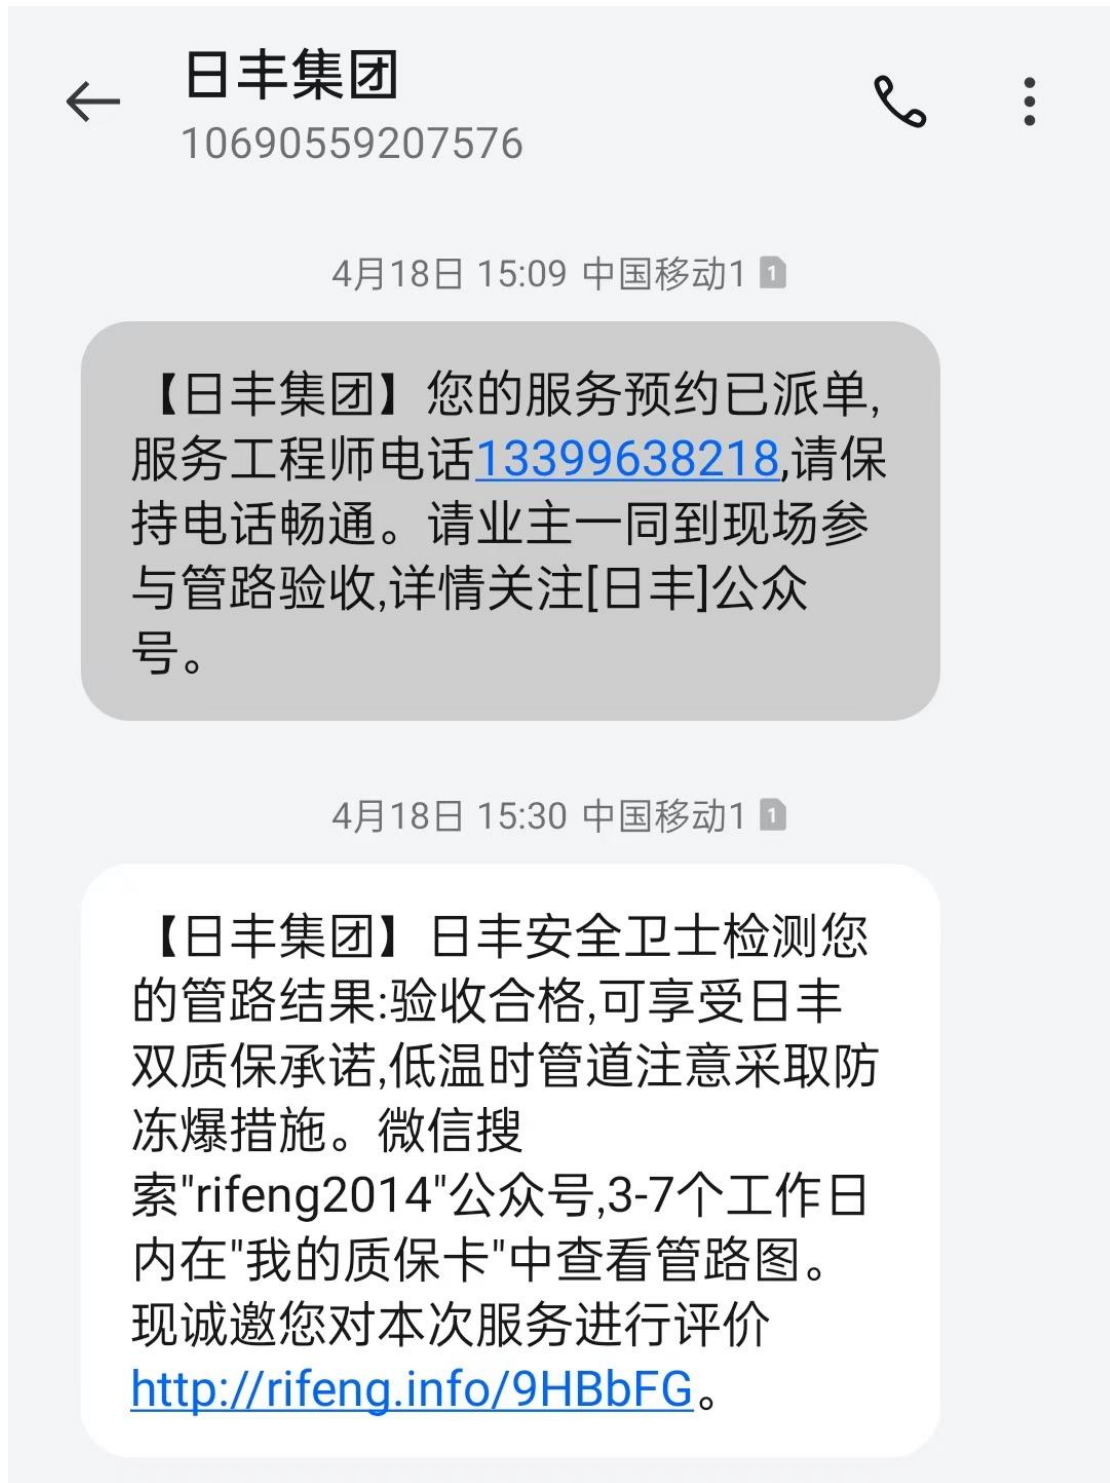 日丰集团
10690559207576
4月18日 15:09 中国移动1 1
【日丰集团】您的服务预约已派单,
服务工程师电话13399638218,请保
持电话畅通。请业主一同到现场参
与管路验收,详情关注[日丰]公众
号。
4月18日 15:30 中国移动1 1
【日丰集团】日丰安全卫士检测您
的管路结果:验收合格,可享受日丰
双质保承诺,低温时管道注意采取防
冻爆措施。微信搜
索"rifeng2014"公众号,3-7个工作日
内在"我的质保卡"中查看管路图。
现诚邀您对本次服务进行评价
http://rifeng.info/9HBbFG。